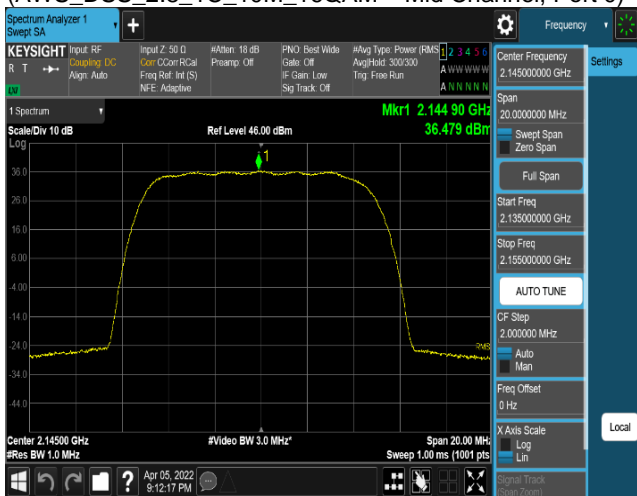 Spectrum Analyzer 1
Swept SA
+
Frequency
KEYSIGHT
R T
LXI
Input: RF
Coupling: DC
Align: Auto
Input Z: 50 Ω
Corr CCorr RCal
Freq Ref: Int (S)
NFE: Adaptive
#Atten: 18 dB
Preamp: Off
PNO: Best Wide
Gate: Off
IF Gain: Low
Sig Track: Off
#Avg Type: Power (RMS
Avg|Hold: 300/300
Trig: Free Run
1 2 3 4 5 6
A W W W W W
A N N N N N
1 Spectrum
Scale/Div 10 dB
Log
Ref Level 46.00 dBm
Mkr1 2.144 90 GHz
36.479 dBm
1
36.0
26.0
16.0
6.00
-4.00
-14.0
-24.0
-34.0
-44.0
Center 2.14500 GHz
#Res BW 1.0 MHz
#Video BW 3.0 MHz*
Span 20.00 MHz
Sweep 1.00 ms (1001 pts
Center Frequency
2.145000000 GHz
Span
20.0000000 MHz
Swept Span
Zero Span
Full Span
Start Freq
2.135000000 GHz
Stop Freq
2.155000000 GHz
AUTO TUNE
CF Step
2.000000 MHz
Auto
Man
Freq Offset
0 Hz
X Axis Scale
Log
Lin
Signal Track
(Span Zoom)
Settings
Local
?
Apr 05, 2022
9:12:17 PM